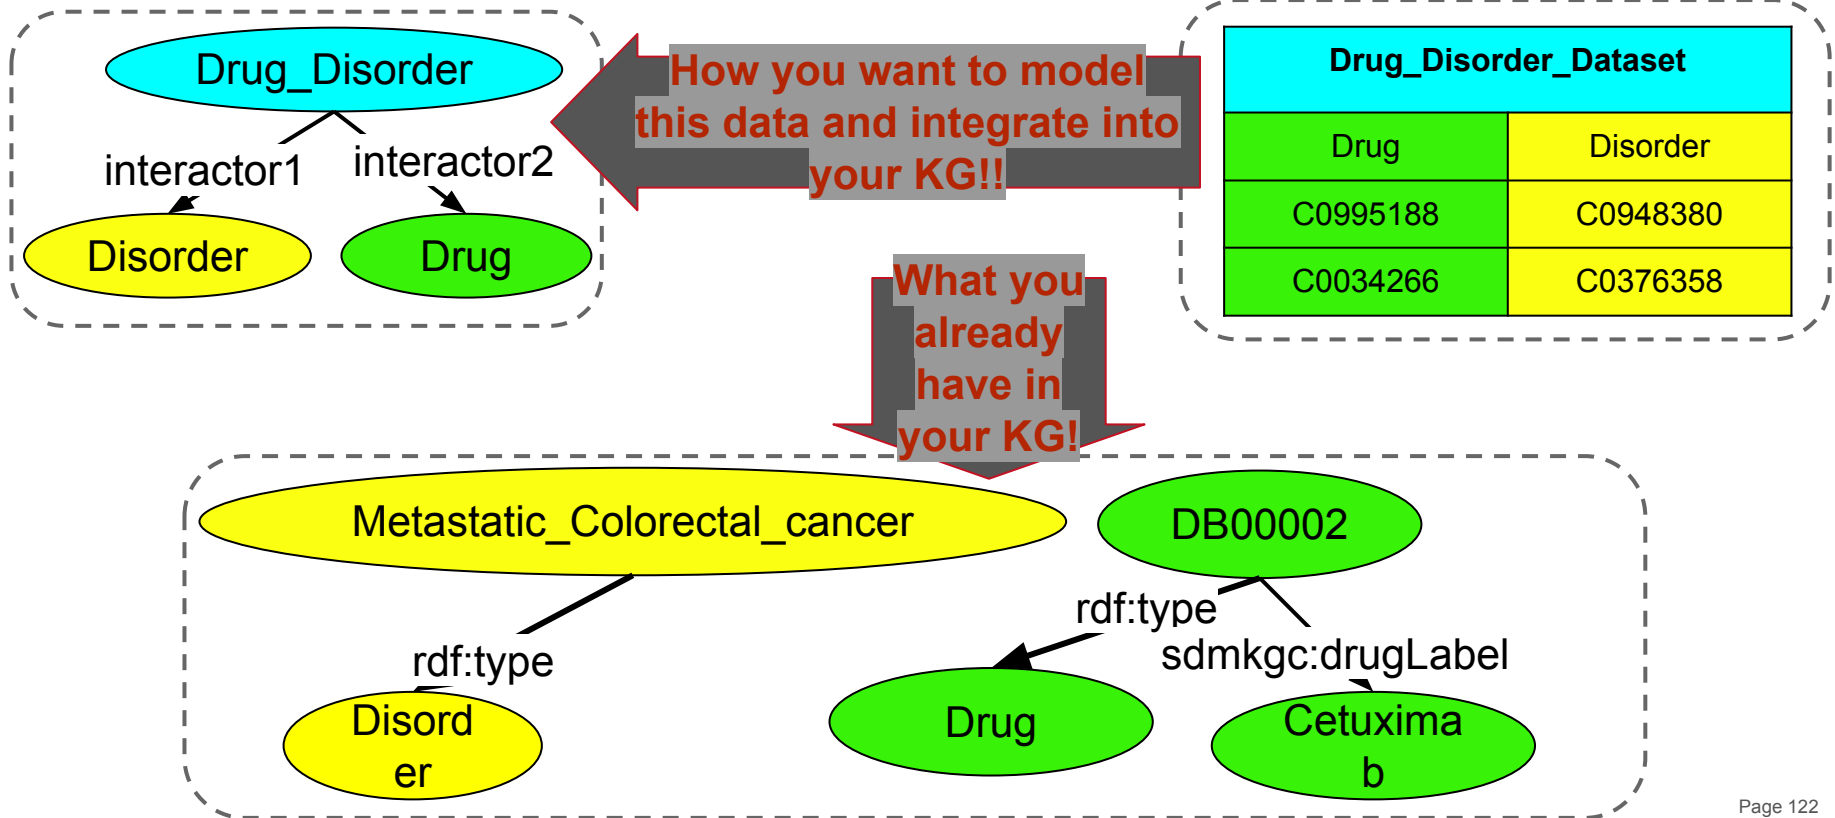 Drug_Disorder
interactor1
interactor2
Disorder
Drug
How you want to model
this data and integrate into
your KG!!
Drug_Disorder_Dataset
Drug
Disorder
C0995188
C0948380
C0034266
C0376358
What you
already
have in
your KG!
Metastatic_Colorectal_cancer
DB00002
rdf:type
rdf:type
sdmkgc:drugLabel
Disord
er
Drug
Cetuxima
b
Page 122